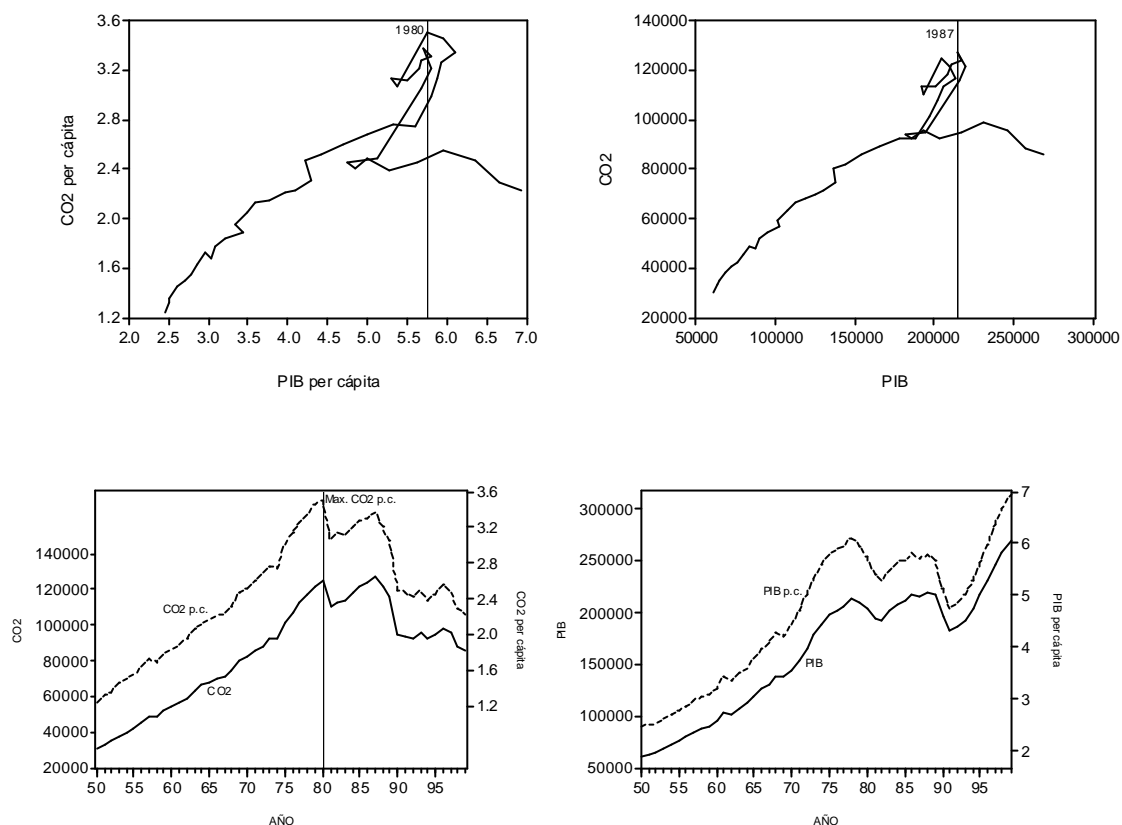 3.6
3.2
2.8
2.4
2.0
1.6
1.2
CO2 per cápita
1980
2.0 2.5 3.0 3.5 4.0 4.5 5.0 5.5 6.0 6.5 7.0
PIB per cápita
140000
120000
100000
80000
60000
40000
20000
CO2
1987
50000 100000 150000 200000 250000 300000
PIB
140000
120000
100000
80000
60000
40000
20000
CO2
Max. CO2 p.c.
CO2 p.c.
CO2
3.6
3.2
2.8
2.4
2.0
1.6
1.2
CO2 per cápita
50 55 60 65 70 75 80 85 90 95
AÑO
300000
250000
200000
150000
100000
50000
PIB
PIB p.c.
PIB
7
6
5
4
3
2
PIB per cápita
50 55 60 65 70 75 80 85 90 95
AÑO